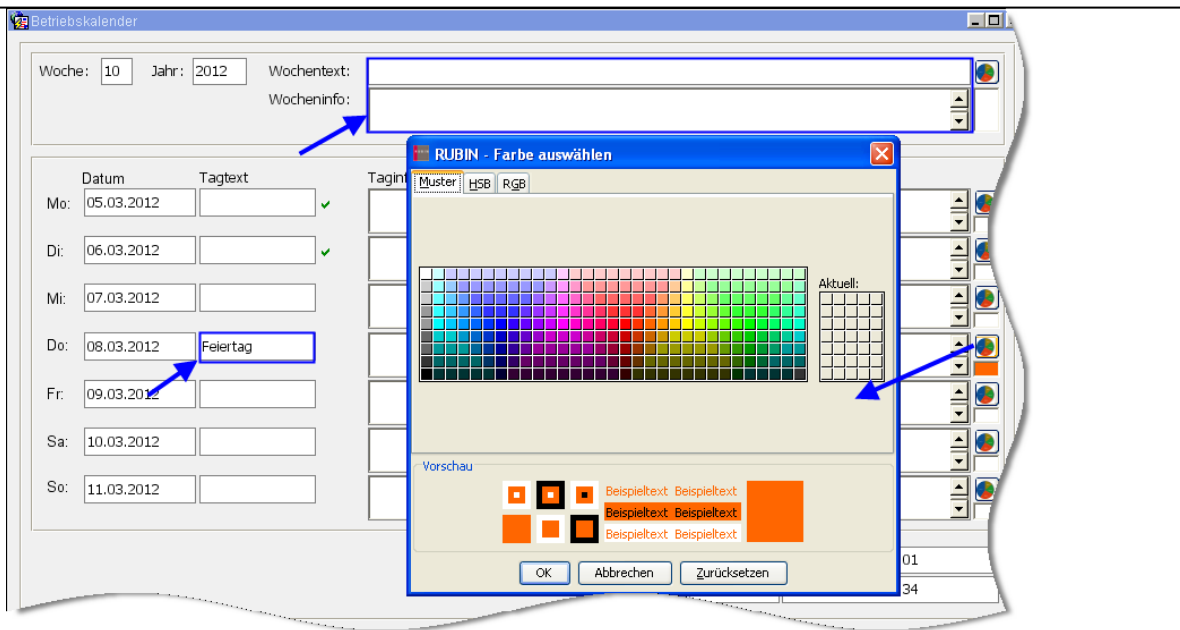 Betriebskalender
Woche: 10 Jahr: 2012 Wochentext:
Wocheninfo:
RUBIN - Farbe auswählen
Muster HSB RGB
Datum Tagtext
Mo: 05.03.2012
Di: 06.03.2012
Mi: 07.03.2012
Do: 08.03.2012 Feiertag
Fr: 09.03.2012
Sa: 10.03.2012
So: 11.03.2012
Aktuell:
Vorschau
Beispieltext Beispieltext
Beispieltext Beispieltext
Beispieltext Beispieltext
OK Abbrechen Zurücksetzen
01
34